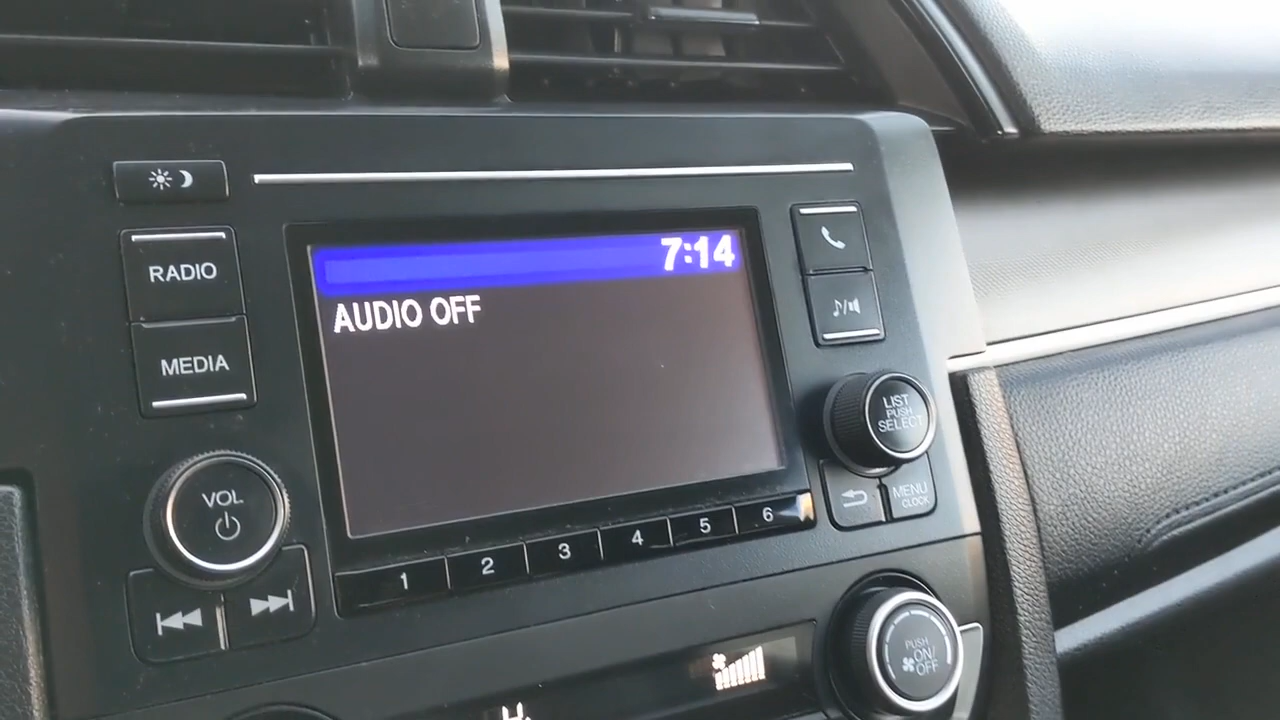 7:14
AUDIO OFF
RADIO
MEDIA
VOL
LIST
PUSH
SELECT
MENU
CLOCK
1 2 3 4 5 6
PUSH
ON/
OFF